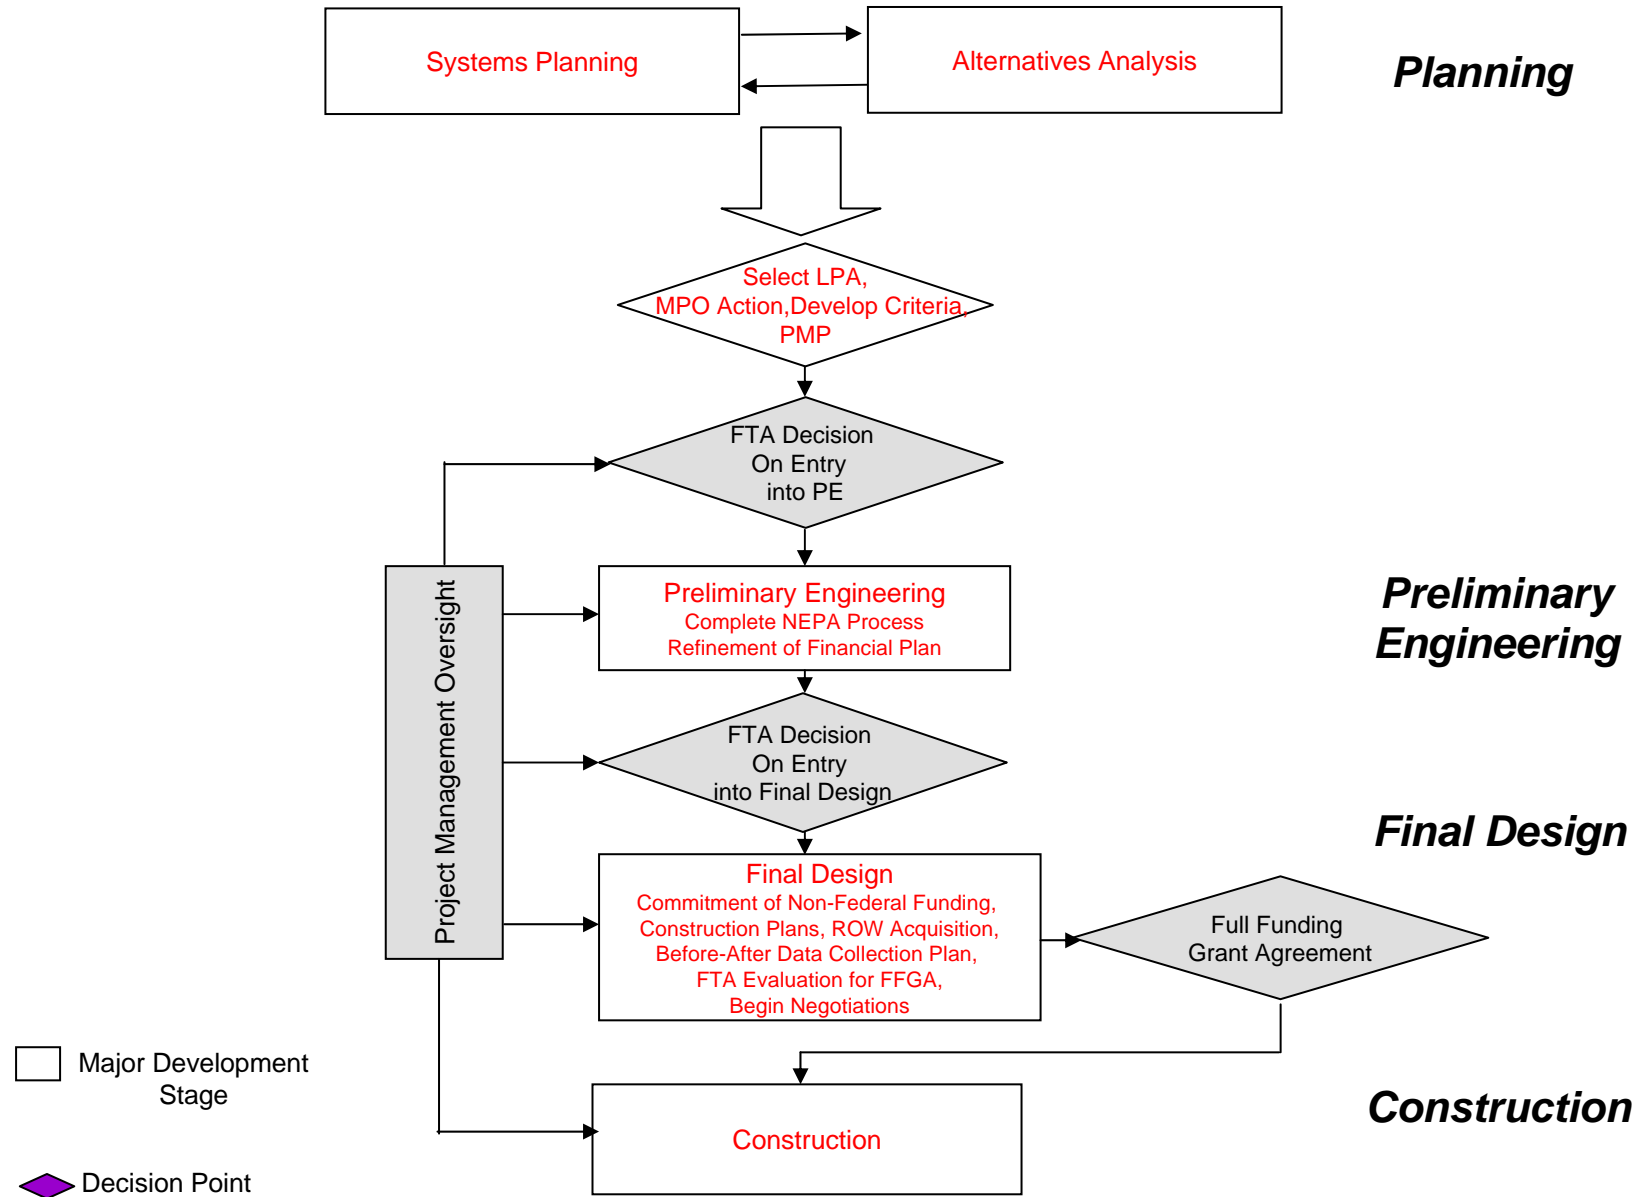 Systems Planning
Alternatives Analysis
Planning
Select LPA,
MPO Action,Develop Criteria,
PMP
FTA Decision
On Entry
into PE
Project Management Oversight
Preliminary Engineering
Complete NEPA Process
Refinement of Financial Plan
Preliminary
Engineering
FTA Decision
On Entry
into Final Design
Final Design
Final Design
Commitment of Non-Federal Funding,
Construction Plans, ROW Acquisition,
Before-After Data Collection Plan,
FTA Evaluation for FFGA,
Begin Negotiations
Full Funding
Grant Agreement
Major Development
Stage
Construction
Construction
Decision Point